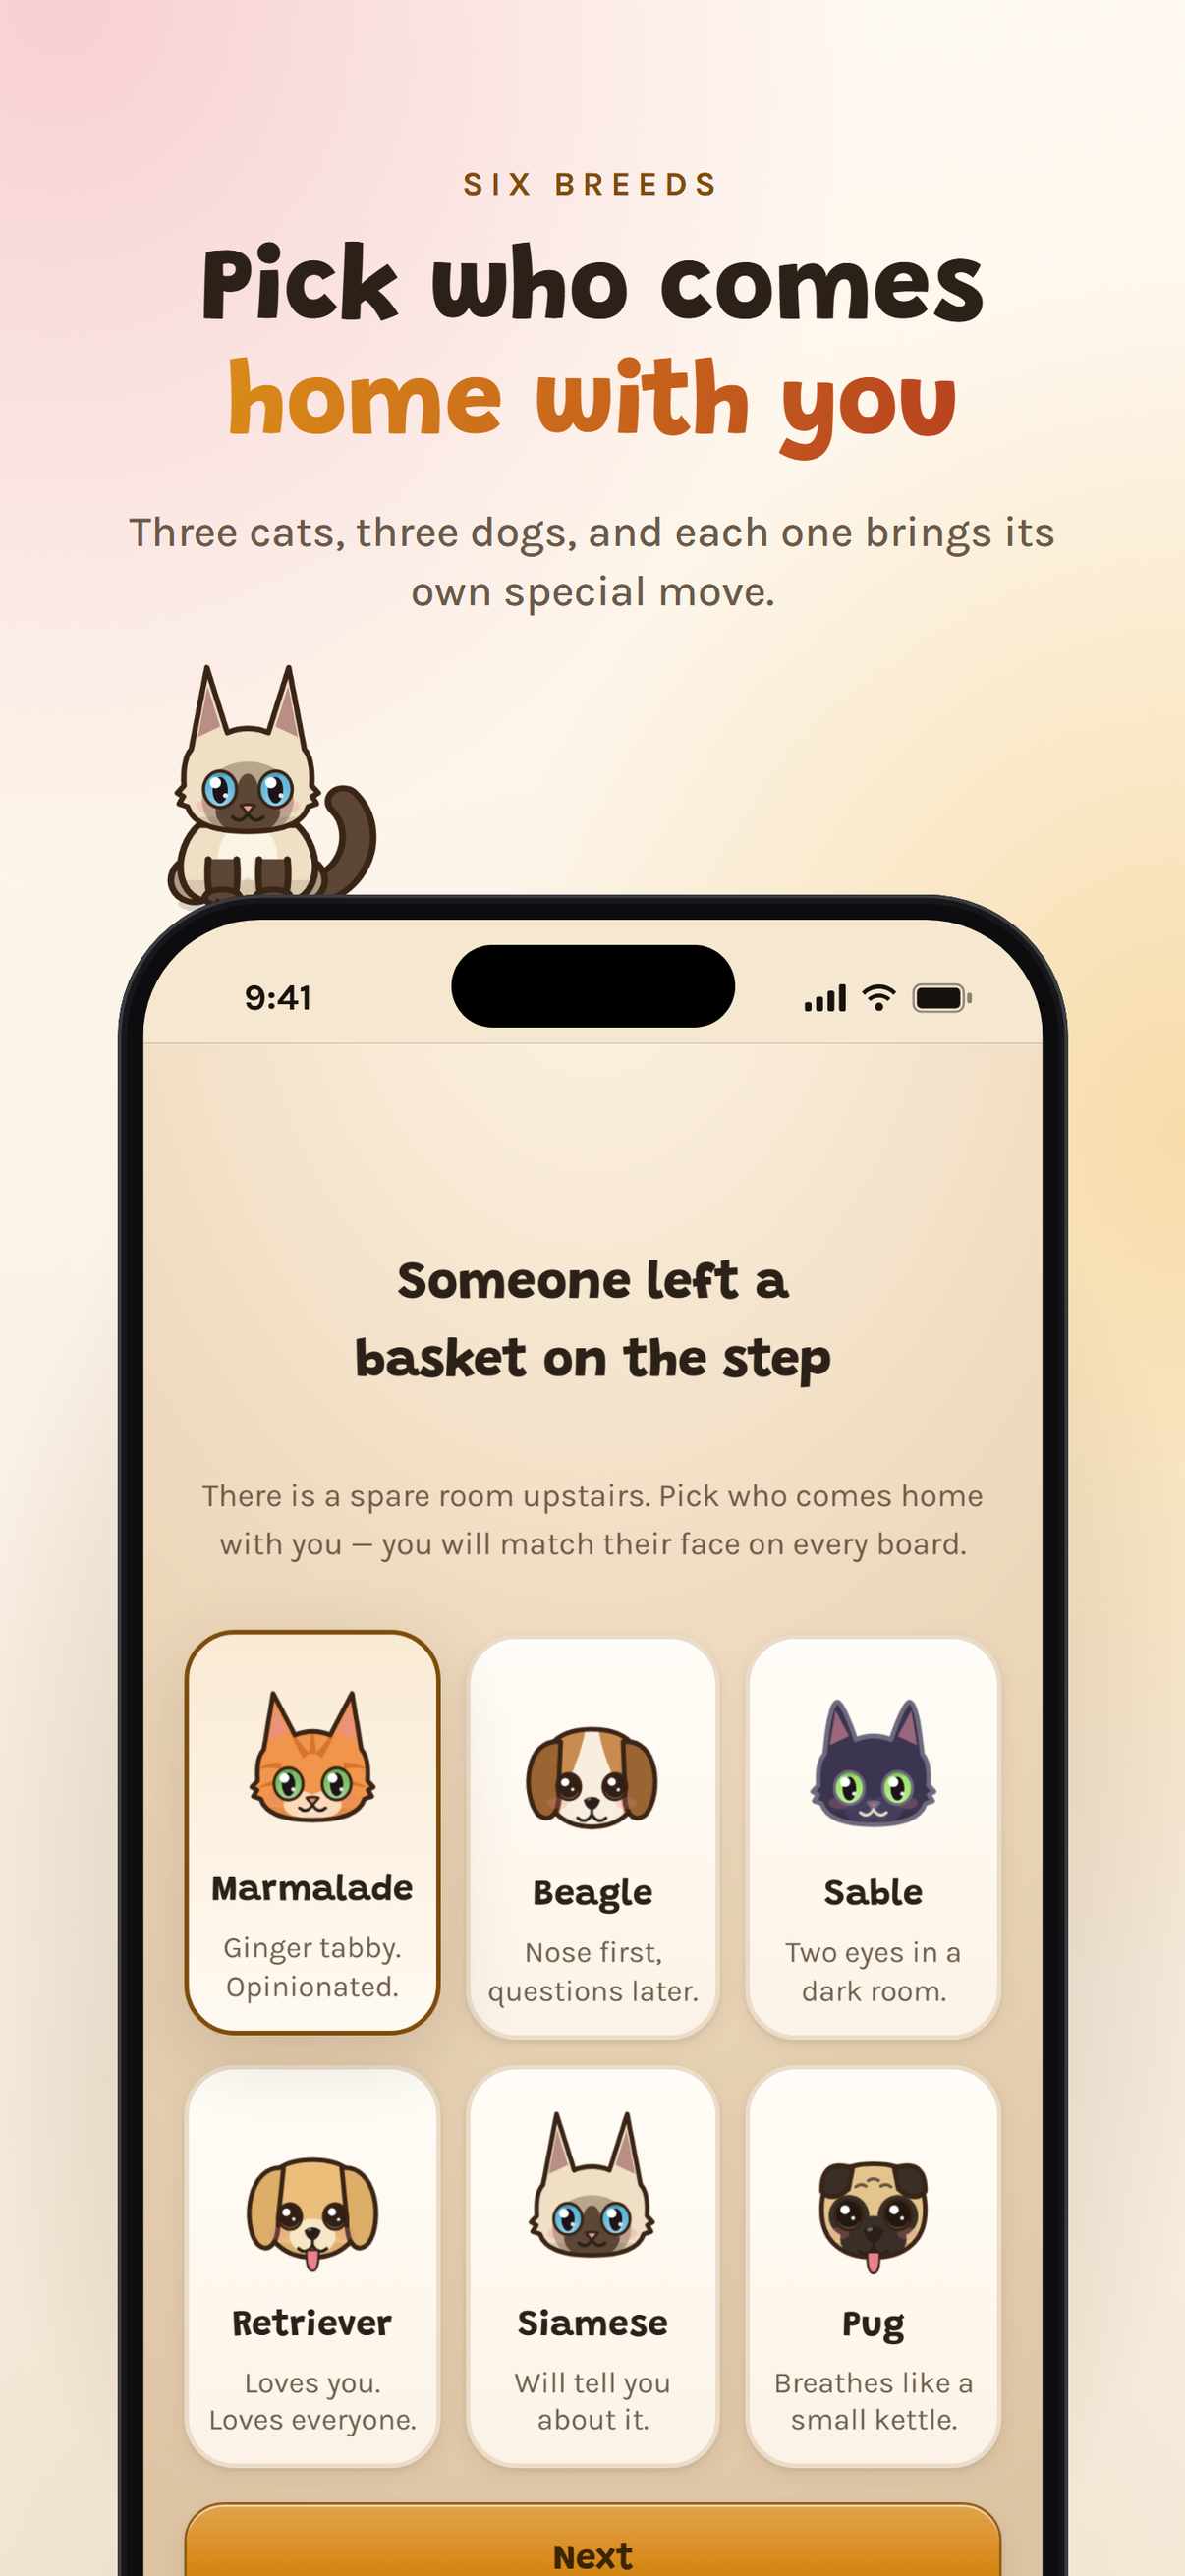 SIX BREEDS
Pick who comes
home with you
Three cats, three dogs, and each one brings its
own special move.
9:41
Someone left a
basket on the step
There is a spare room upstairs. Pick who comes home
with you — you will match their face on every board.
Marmalade
Ginger tabby.
Opinionated.
Beagle
Nose first,
questions later.
Sable
Two eyes in a
dark room.
Retriever
Loves you.
Loves everyone.
Siamese
Will tell you
about it.
Pug
Breathes like a
small kettle.
Next